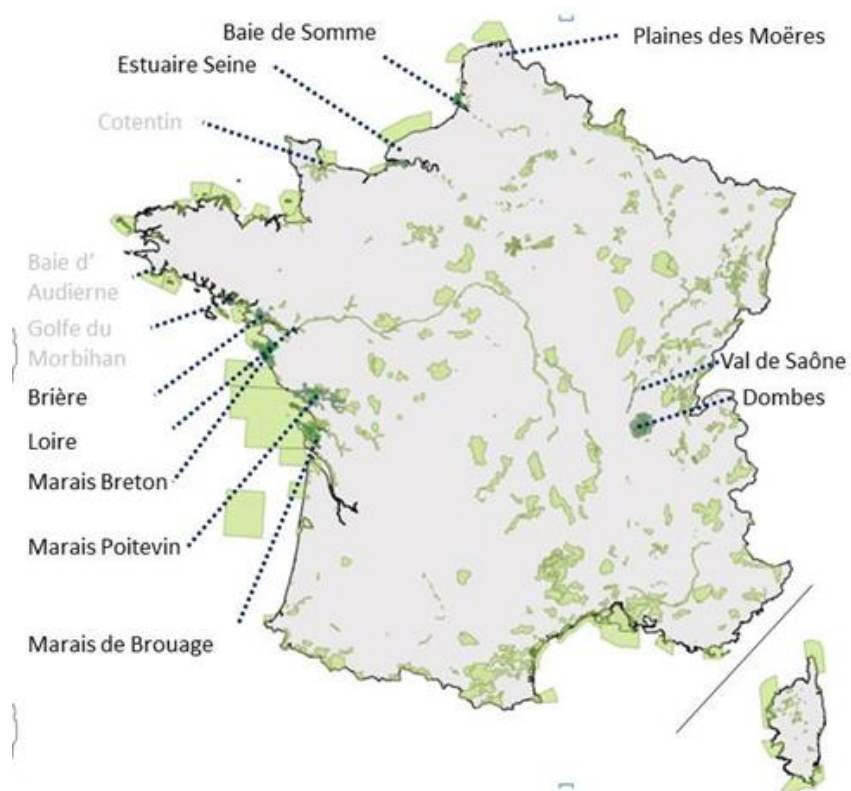 Baie de Somme
Plaines des Moëres
Estuaire Seine
Cotentin
Baie d’
Audierne
Golfe du
Morbihan
Brière
Loire
Marais Breton
Marais Poitevin
Marais de Brouage
Val de Saône
Dombes